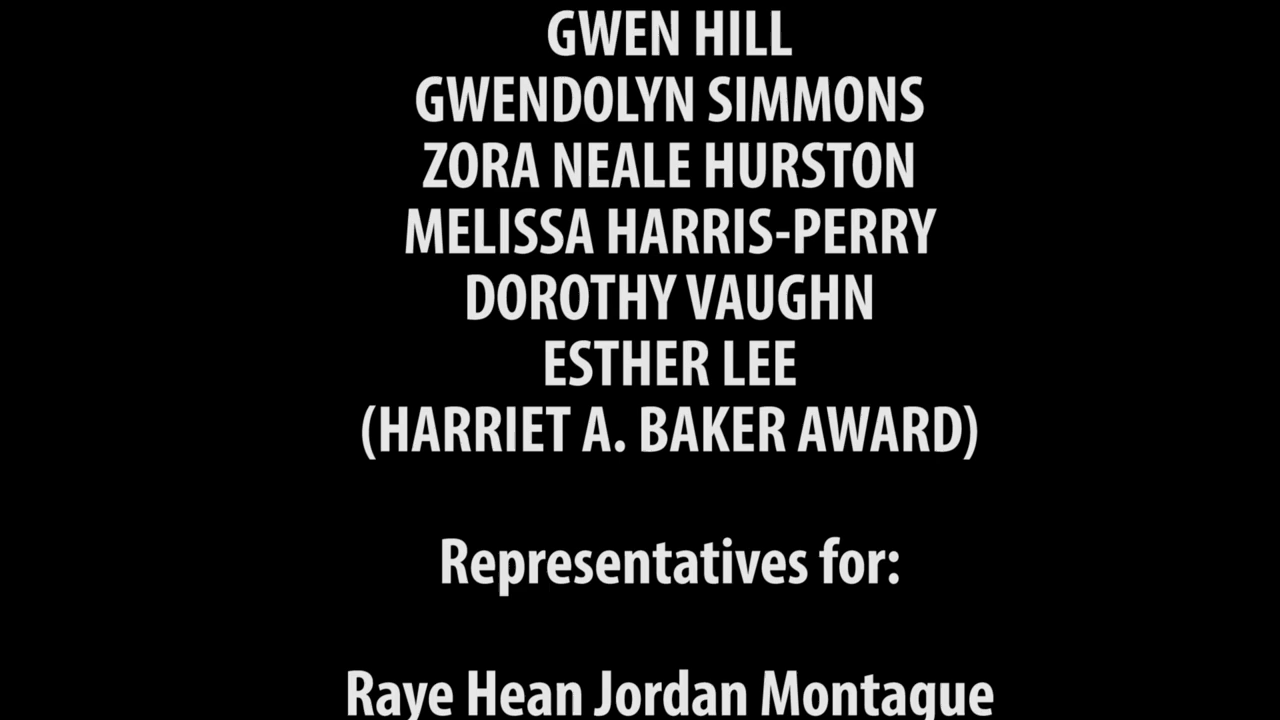 GWEN HILL
GWENDOLYN SIMMONS
ZORA NEALE HURSTON
MELISSA HARRIS-PERRY
DOROTHY VAUGHN
ESTHER LEE
(HARRIET A. BAKER AWARD)
Representatives for:
Raye Hean Jordan Montague